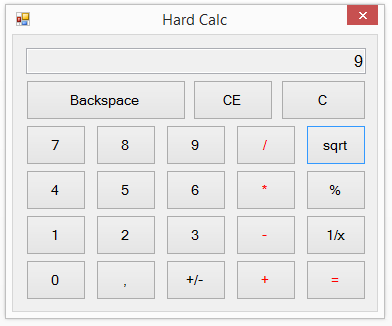 Hard Calc
9
Backspace CE C
7 8 9 / sqrt
4 5 6 * %
1 2 3 - 1/x
0 , +/- + =